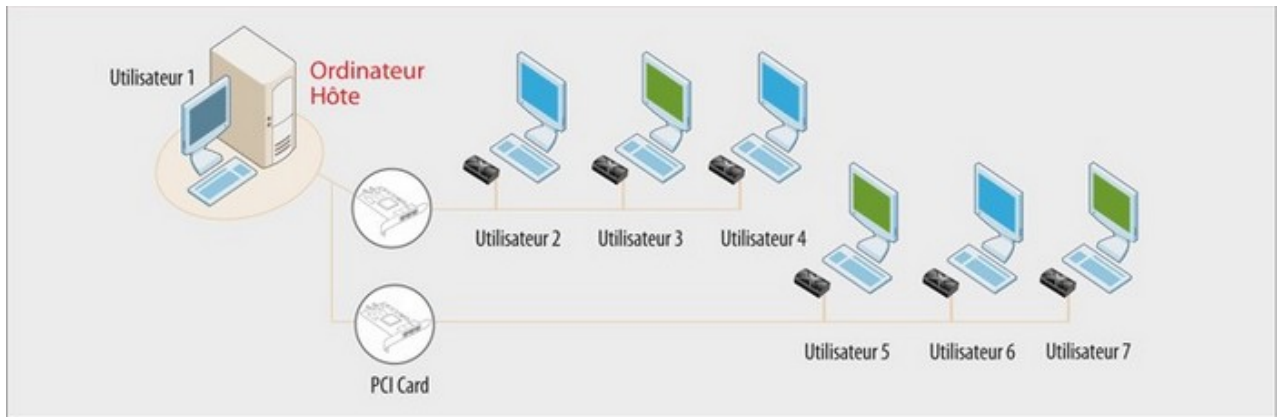 Utilisateur 1
Ordinateur
Hôte
Utilisateur 2
Utilisateur 3
Utilisateur 4
Utilisateur 5
Utilisateur 6
Utilisateur 7
PCI Card